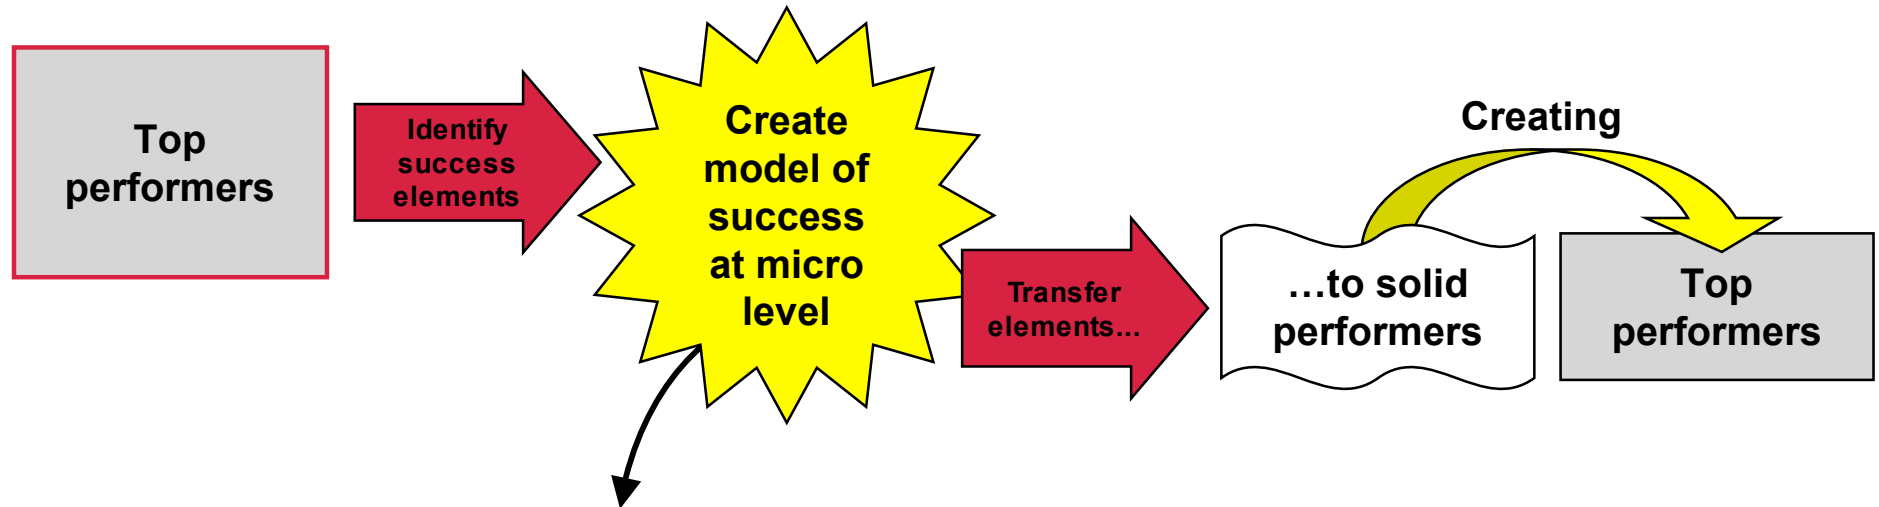 Top
performers
Identify
success
elements
Create
model of
success
at micro
level
Transfer
elements…
Creating
…to solid
performers
Top
performers